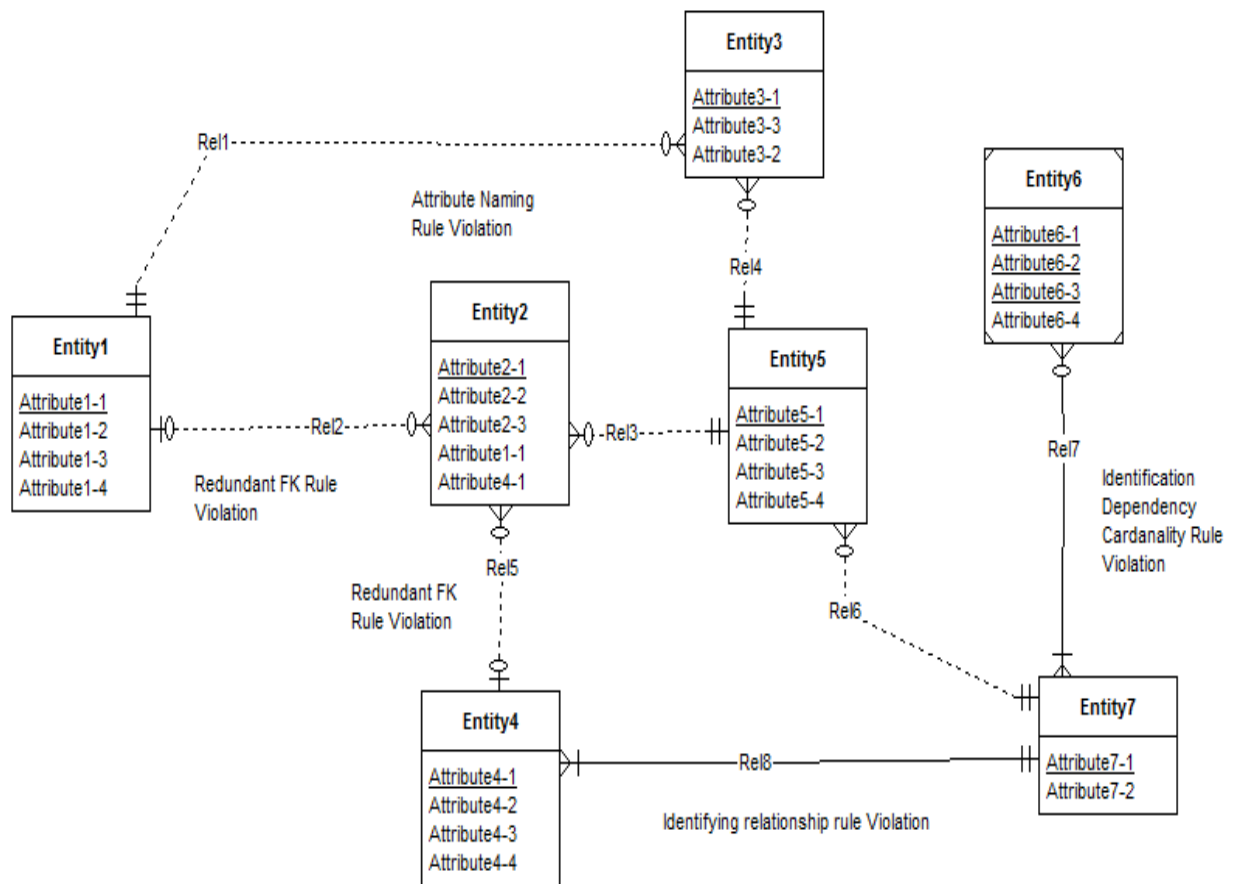 Entity3
Attribute3-1
Attribute3-3
Attribute3-2
Rel1
Attribute Naming
Rule Violation
Rel4
Entity6
Attribute6-1
Attribute6-2
Attribute6-3
Attribute6-4
Entity1
Attribute1-1
Attribute1-2
Attribute1-3
Attribute1-4
Rel2
Redundant FK Rule
Violation
Entity2
Attribute2-1
Attribute2-2
Attribute2-3
Attribute1-1
Attribute4-1
Rel3
Entity5
Attribute5-1
Attribute5-2
Attribute5-3
Attribute5-4
Rel7
Identification
Dependency
Cardanality Rule
Violation
Rel5
Redundant FK
Rule Violation
Rel6
Entity4
Attribute4-1
Attribute4-2
Attribute4-3
Attribute4-4
Rel8
Identifying relationship rule Violation
Entity7
Attribute7-1
Attribute7-2